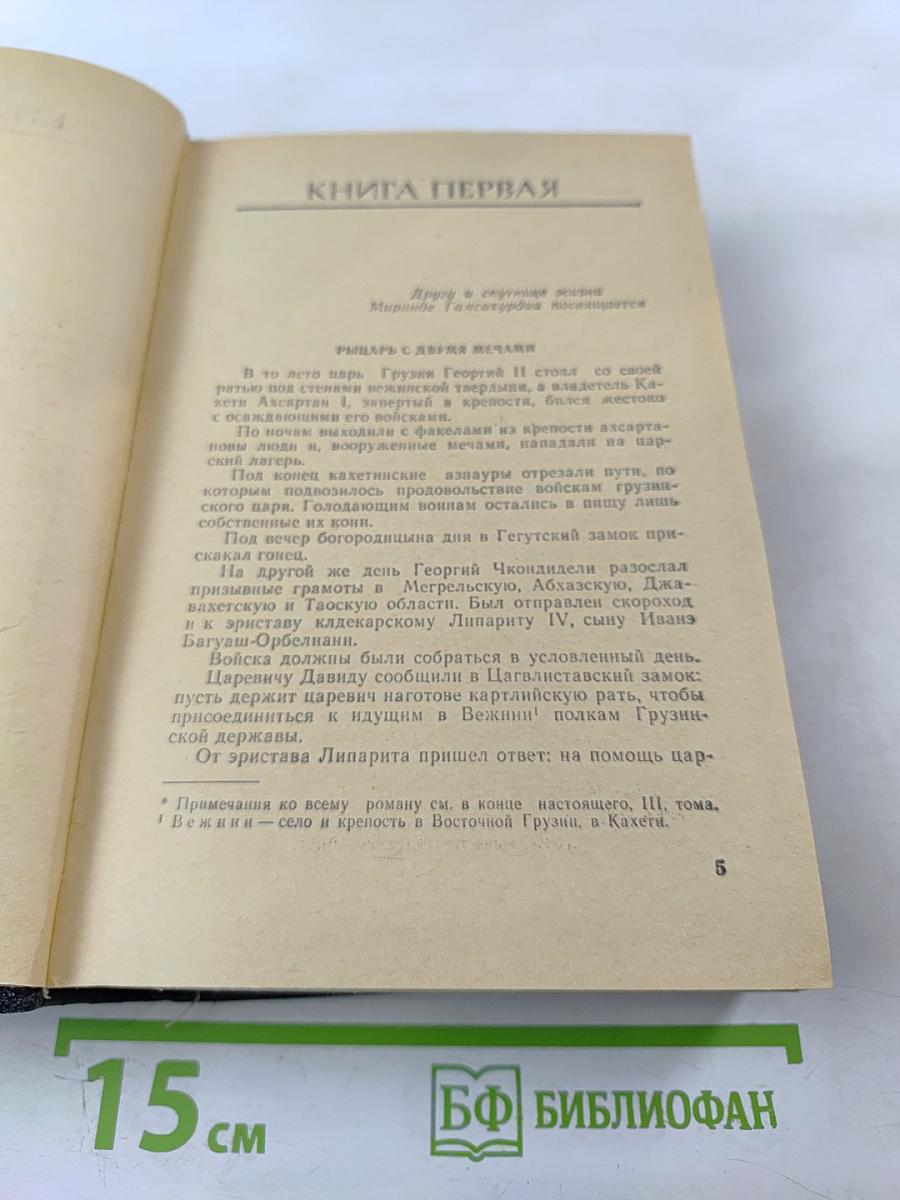 КНИГА ПЕРВАЯ
Другу и спутнице жизни
Миранде Гамсахурдиа посвящается
РЫЦАРЬ С ДВУМЯ МЕЧАМИ
В то лето царь Грузии Георгий II стоял со своей
ратью под стенами вежинской твердыни, а владетель Ка-
хети Ахсартан I, запертый в крепости, бился жестоко
с осаждающими его войсками.
По ночам выходили с факелами из крепости ахсарта-
новы люди и, вооруженные мечами, нападали на цар-
ский лагерь.
Под конец кахетинские азнауры отрезали пути, по
которым подвозилось продовольствие войскам грузин-
ского царя. Голодающим воинам остались в пищу лишь
собственные их кони.
Под вечер богородицына дня в Гегутский замок при-
скакал гонец.
На другой же день Георгий Чкондидели разослал
призывные грамоты в Мегрельскую, Абхазскую, Джа-
вахетскую и Таоскую области. Был отправлен скороход
и к эриставу клдекарскому Липариту IV, сыну Иванэ
Багуаш-Орбелиани.
Войска должны были собраться в условленный день.
Царевичу Давиду сообщили в Цагвлиставский замок:
пусть держит царевич наготове картлийскую рать, чтобы
присоединиться к идущим в Вежини¹ полкам Грузин-
ской державы.
От эристава Липарита пришел ответ: на помощь цар-
* Примечания ко всему роману см. в конце настоящего, III, тома.
¹ Вежини — село и крепость в Восточной Грузии, в Кахети.
5
15 см
БФ БИБЛИОФАН